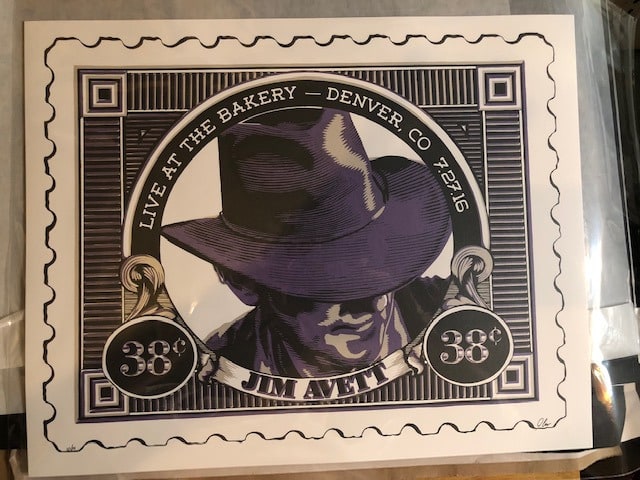 LIVE AT THE BAKERY — DENVER, CO 7.27.16
38¢
38¢
JIM AVETT